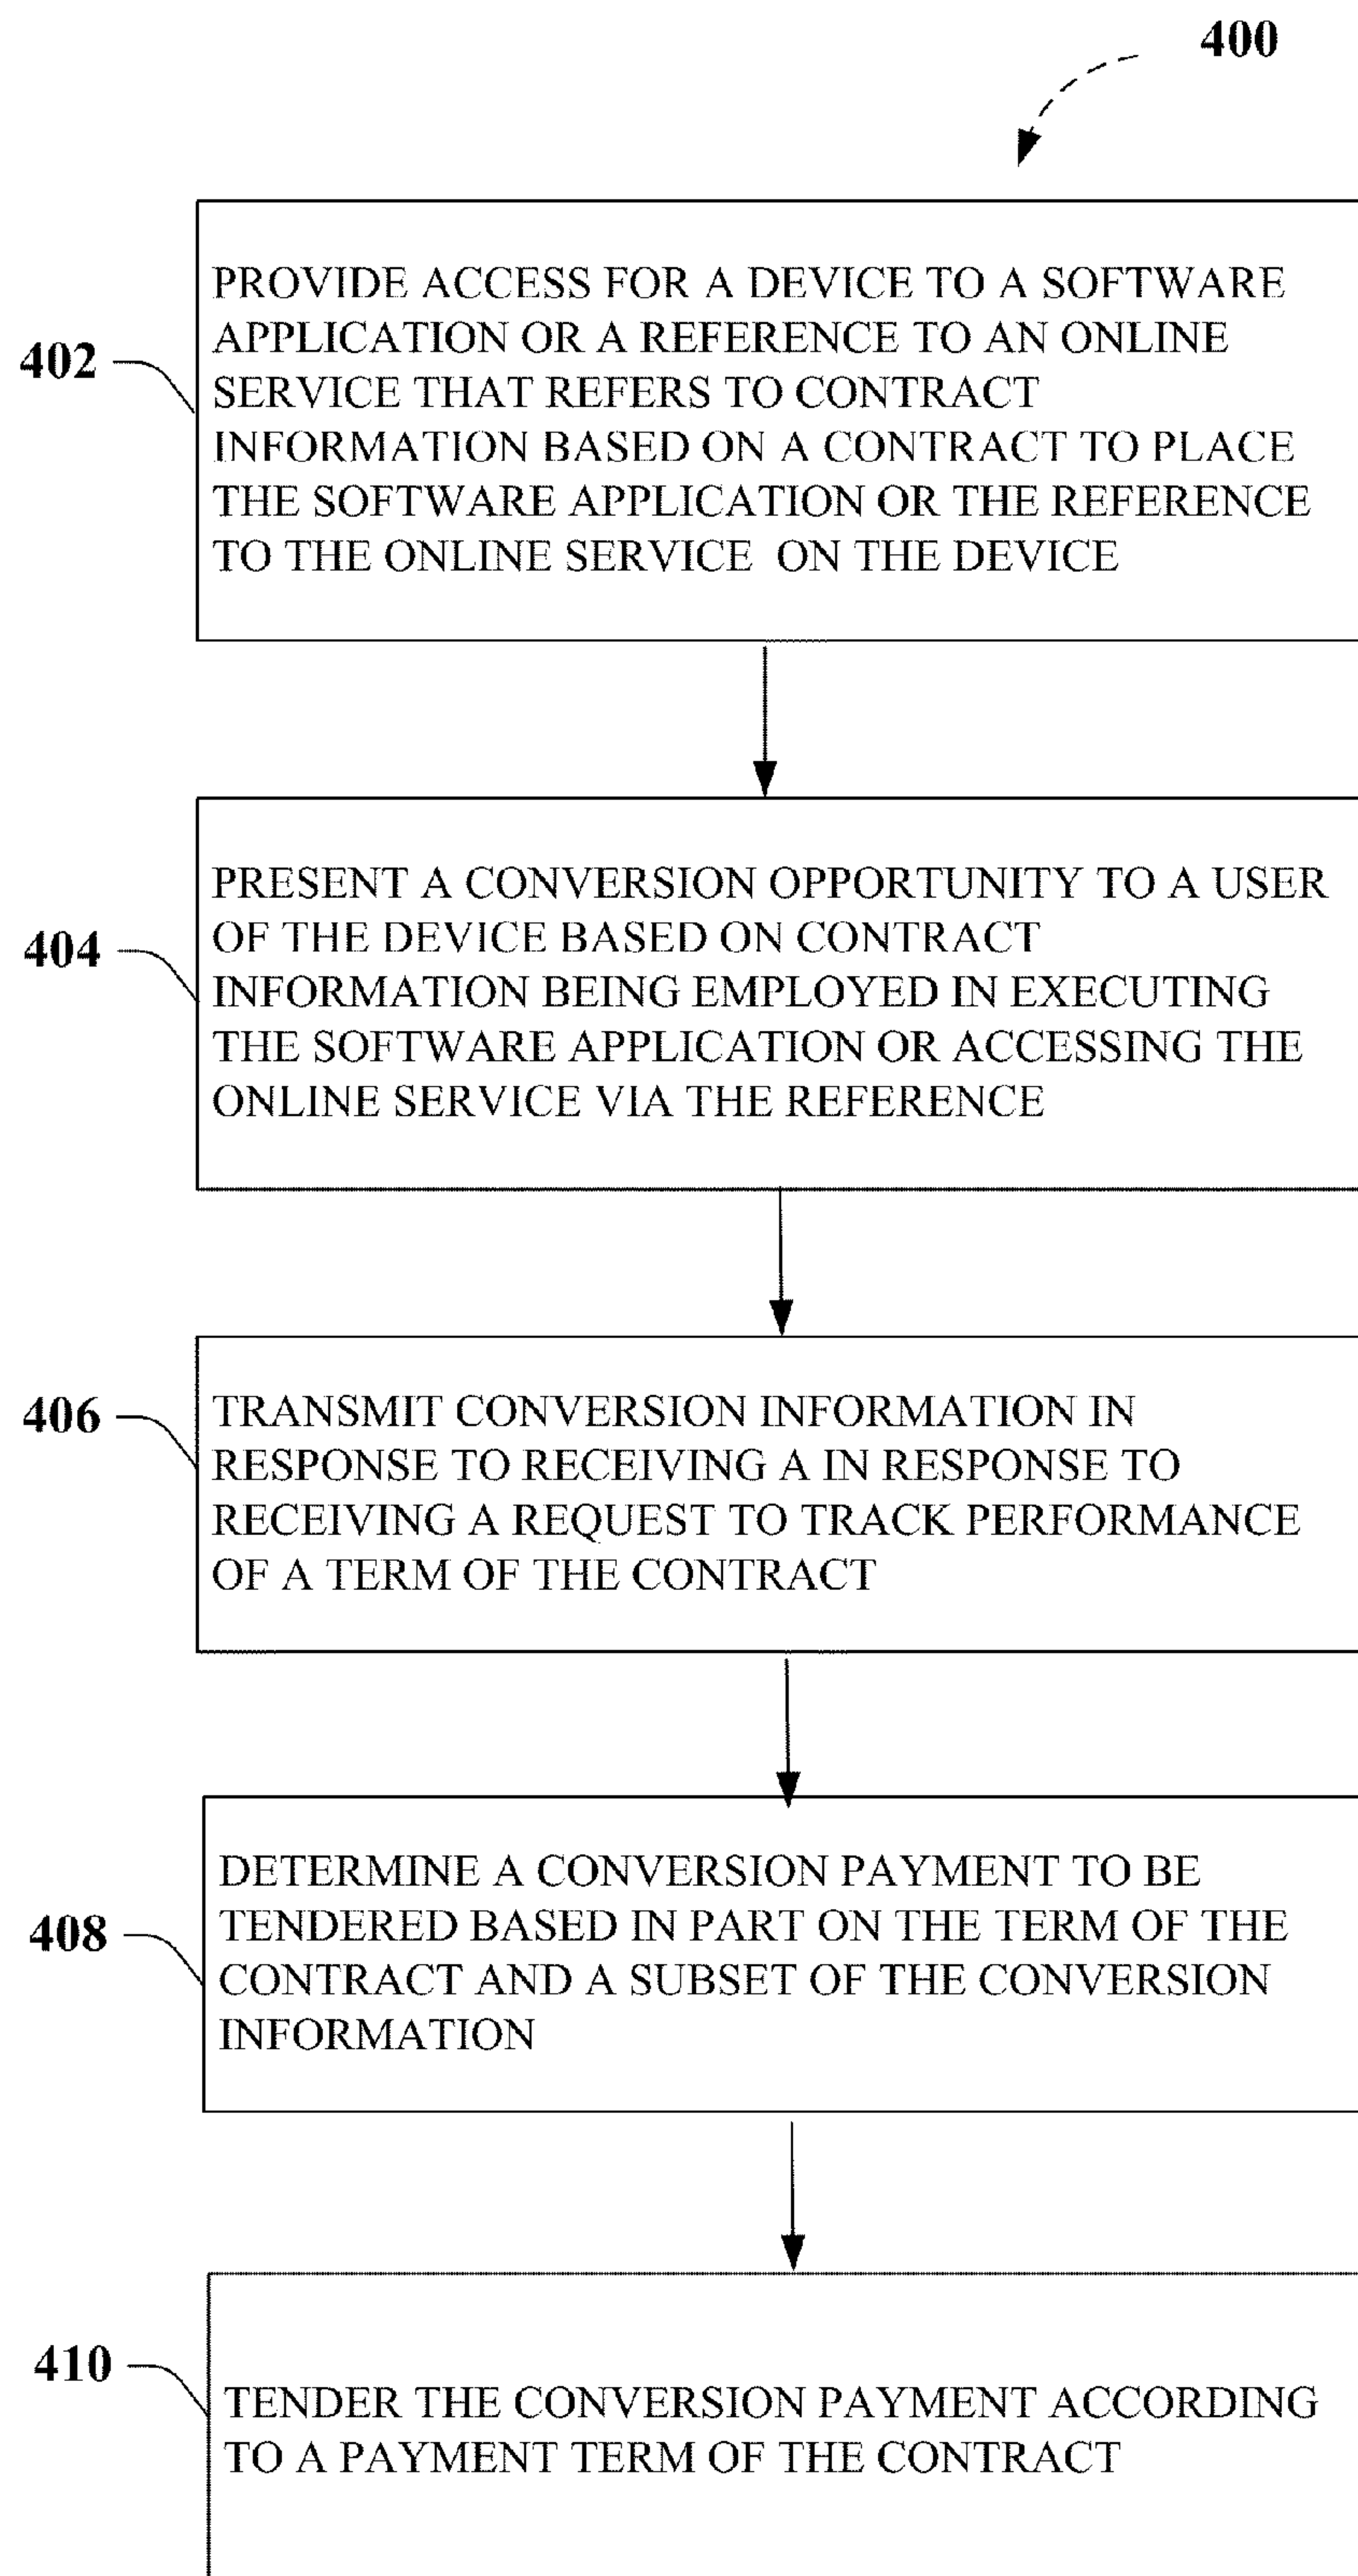 400
402
PROVIDE ACCESS FOR A DEVICE TO A SOFTWARE
APPLICATION OR A REFERENCE TO AN ONLINE
SERVICE THAT REFERS TO CONTRACT
INFORMATION BASED ON A CONTRACT TO PLACE
THE SOFTWARE APPLICATION OR THE REFERENCE
TO THE ONLINE SERVICE ON THE DEVICE
404
PRESENT A CONVERSION OPPORTUNITY TO A USER
OF THE DEVICE BASED ON CONTRACT
INFORMATION BEING EMPLOYED IN EXECUTING
THE SOFTWARE APPLICATION OR ACCESSING THE
ONLINE SERVICE VIA THE REFERENCE
406
TRANSMIT CONVERSION INFORMATION IN
RESPONSE TO RECEIVING A IN RESPONSE TO
RECEIVING A REQUEST TO TRACK PERFORMANCE
OF A TERM OF THE CONTRACT
408
DETERMINE A CONVERSION PAYMENT TO BE
TENDERED BASED IN PART ON THE TERM OF THE
CONTRACT AND A SUBSET OF THE CONVERSION
INFORMATION
410
TENDER THE CONVERSION PAYMENT ACCORDING
TO A PAYMENT TERM OF THE CONTRACT